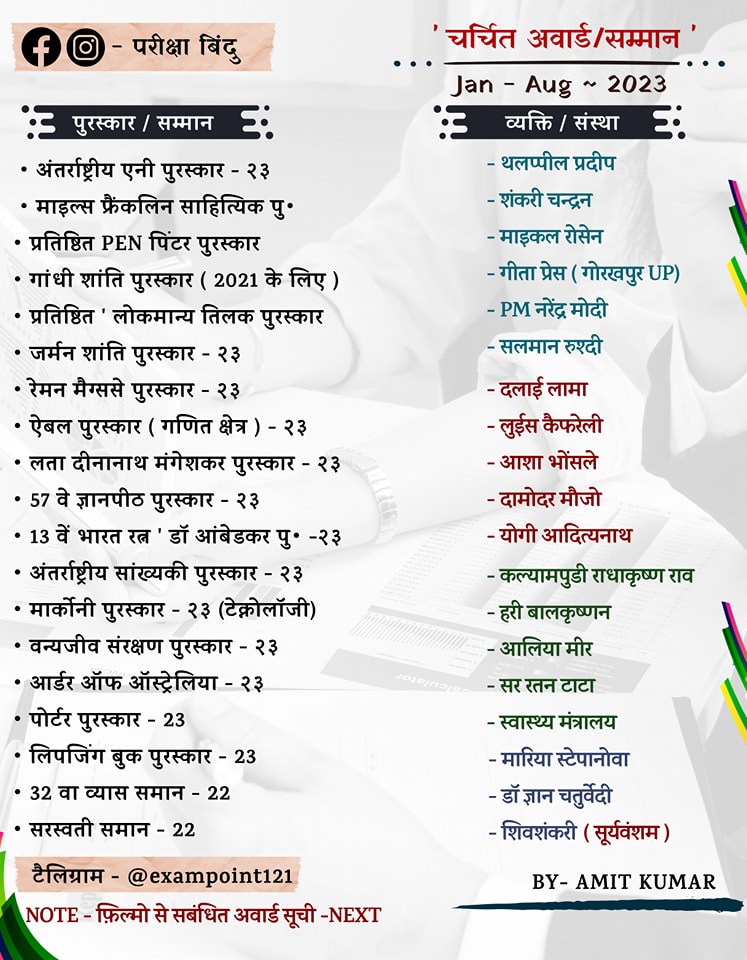 - परीक्षा बिंदु
' चर्चित अवार्ड/सम्मान '
Jan - Aug ~ 2023
पुरस्कार / सम्मान
व्यक्ति / संस्था
• अंतर्राष्ट्रीय एनी पुरस्कार - २३
- थलप्पील प्रदीप
• माइल्स फ्रैंकलिन साहित्यिक पु•
- शंकरी चन्द्रन
• प्रतिष्ठित PEN पिंटर पुरस्कार
- माइकल रोसेन
• गांधी शांति पुरस्कार ( 2021 के लिए )
- गीता प्रेस ( गोरखपुर UP)
• प्रतिष्ठित ' लोकमान्य तिलक पुरस्कार
- PM नरेंद्र मोदी
• जर्मन शांति पुरस्कार - २३
- सलमान रुश्दी
• रेमन मैग्ससे पुरस्कार - २३
- दलाई लामा
• ऐबल पुरस्कार ( गणित क्षेत्र ) - २३
- लुईस कैफरेली
• लता दीनानाथ मंगेशकर पुरस्कार - २३
- आशा भोंसले
• 57 वे ज्ञानपीठ पुरस्कार - २३
- दामोदर मौजो
• 13 वें भारत रत्न ' डॉ आंबेडकर पु• -२३
- योगी आदित्यनाथ
• अंतर्राष्ट्रीय सांख्यकी पुरस्कार - २३
- कल्यामपुडी राधाकृष्ण राव
• मार्कोनी पुरस्कार - २३ (टेक्नोलॉजी)
- हरी बालकृष्णन
• वन्यजीव संरक्षण पुरस्कार - २३
- आलिया मीर
• आर्डर ऑफ ऑस्ट्रेलिया - २३
- सर रतन टाटा
• पोर्टर पुरस्कार - 23
- स्वास्थ्य मंत्रालय
• लिपजिंग बुक पुरस्कार - 23
- मारिया स्टेपानोवा
• 32 वा व्यास समान - 22
- डॉ ज्ञान चतुर्वेदी
• सरस्वती समान - 22
- शिवशंकरी ( सूर्यवंशम )
टैलिग्राम - @exampoint121
BY- AMIT KUMAR
NOTE - फ़िल्मो से सबंधित अवार्ड सूची -NEXT